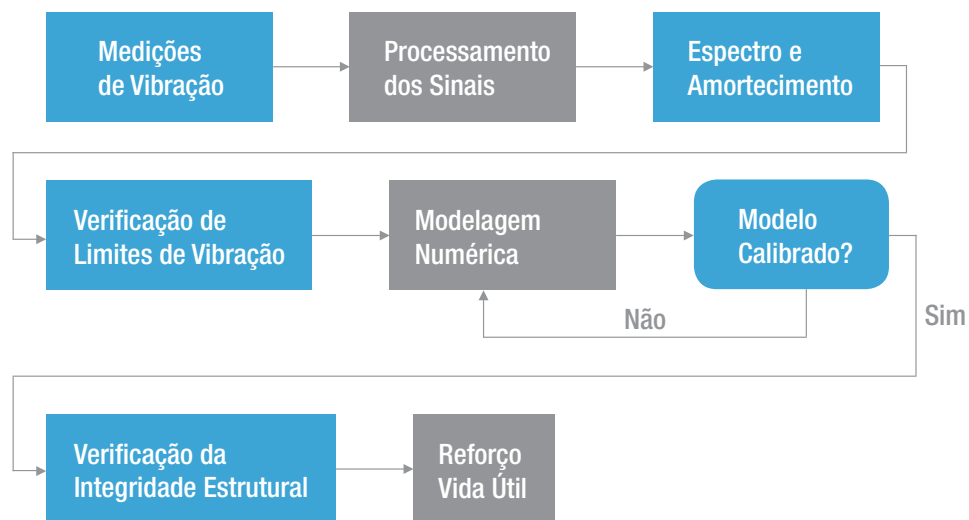 Medições
de Vibração
Processamento
dos Sinais
Espectro e
Amortecimento
Verificação de
Limites de Vibração
Modelagem
Numérica
Modelo
Calibrado?
Não
Sim
Verificação da
Integridade Estrutural
Reforço
Vida Útil